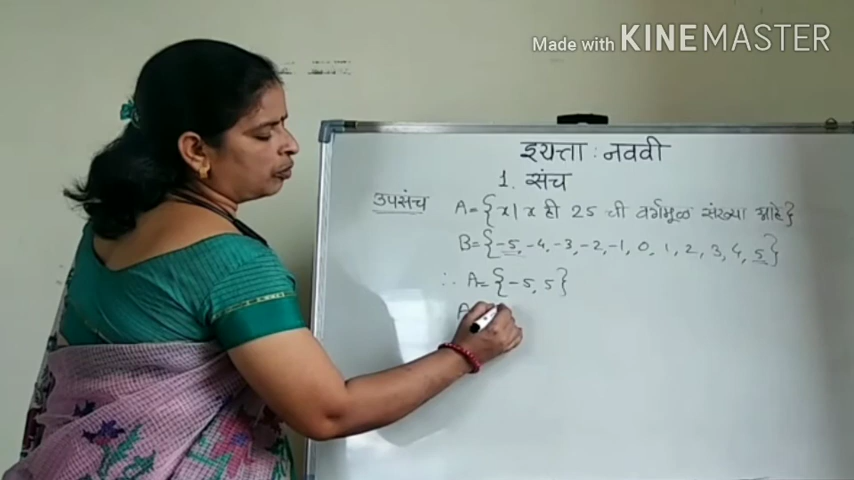 Made with KINEMASTER
इयत्ता : नववी
1. संच
उपसंच A = {x | x ही 25 ची वर्गमूळ संख्या आहे}
B = {-5, -4, -3, -2, -1, 0, 1, 2, 3, 4, 5}
∴ A = {-5, 5}
A